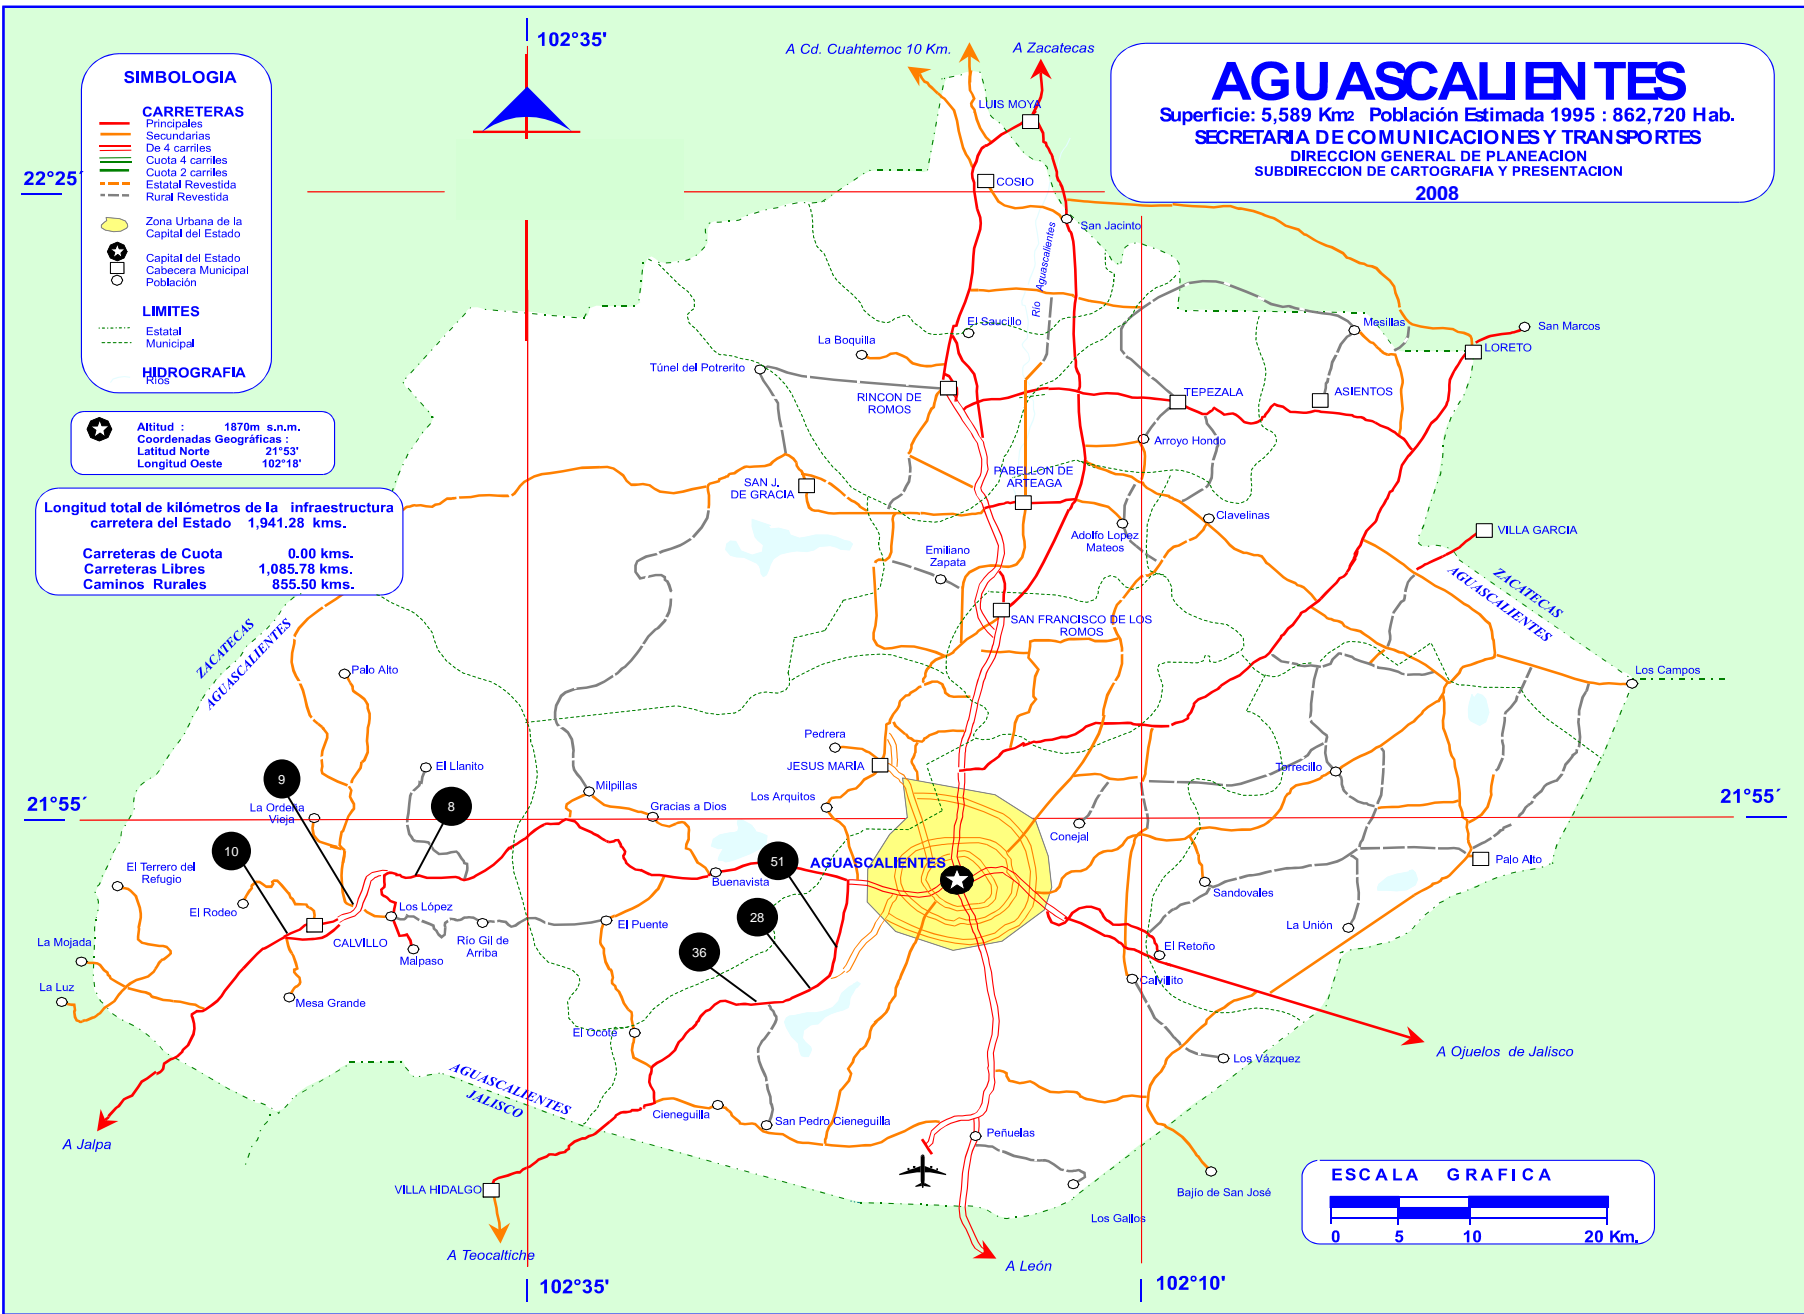 102°35'
A Cd. Cuahtemoc 10 Km.
A Zacatecas
AGUASCALIENTES
Superficie: 5,589 Km2 Población Estimada 1995 : 862,720 Hab.
SECRETARIA DE COMUNICACIONES Y TRANSPORTES
DIRECCION GENERAL DE PLANEACION
SUBDIRECCION DE CARTOGRAFIA Y PRESENTACION
2008
SIMBOLOGIA
CARRETERAS
Principales
Secundarias
De 4 carriles
Cuota 4 carriles
Cuota 2 carriles
Estatal Revestida
Rural Revestida
Zona Urbana de la
Capital del Estado
Capital del Estado
Cabecera Municipal
Población
LIMITES
Estatal
Municipal
HIDROGRAFIA
Ríos
22°25´
Altitud : 1870m s.n.m.
Coordenadas Geográficas :
Latitud Norte 21°53'
Longitud Oeste 102°18'
Longitud total de kilómetros de la infraestructura
carretera del Estado 1,941.28 kms.
Carreteras de Cuota 0.00 kms.
Carreteras Libres 1,085.78 kms.
Caminos Rurales 855.50 kms.
LUIS MOYA
COSIO
San Jacinto
Río Aguascalientes
El Saucillo
La Boquilla
Túnel del Potrerito
RINCON DE
ROMOS
Mesillas
San Marcos
LORETO
TEPEZALA
ASIENTOS
Arroyo Hondo
PABELLON DE
ARTEAGA
SAN J.
DE GRACIA
Clavelinas
Adolfo Lopez
Mateos
Emiliano
Zapata
VILLA GARCIA
ZACATECAS
AGUASCALIENTES
SAN FRANCISCO DE LOS
ROMOS
ZACATECAS
AGUASCALIENTES
Palo Alto
Los Campos
Pedrera
JESUS MARIA
El Llanito
9
8
Milpillas
Gracias a Dios
Los Arquitos
Torrecillo
La Ordeña
Vieja
21°55´
21°55´
Conejal
10
51
AGUASCALIENTES
Palo Alto
El Terrero del
Refugio
Buenavista
Sandovales
El Rodeo
Los López
El Puente
28
La Unión
CALVILLO
Río Gil de
Arriba
Malpaso
36
El Retoño
La Mojada
La Luz
Mesa Grande
Calvillito
El Ocote
Los Vázquez
A Ojuelos de Jalisco
AGUASCALIENTES
JALISCO
Cieneguilla
San Pedro Cieneguilla
Peñuelas
A Jalpa
VILLA HIDALGO
Bajío de San José
Los Gallos
A Teocaltiche
A León
ESCALA GRAFICA
0 5 10 20 Km.
102°35'
102°10'